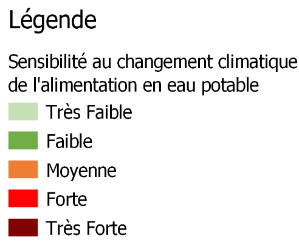 Légende
Sensibilité au changement climatique
de l'alimentation en eau potable
Très Faible
Faible
Moyenne
Forte
Très Forte